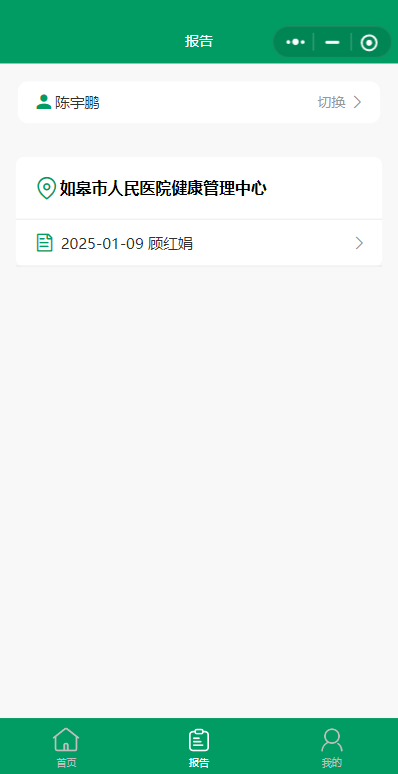 报告
陈宇鹏 切换
如皋市人民医院健康管理中心
2025-01-09 顾红娟
首页 报告 我的